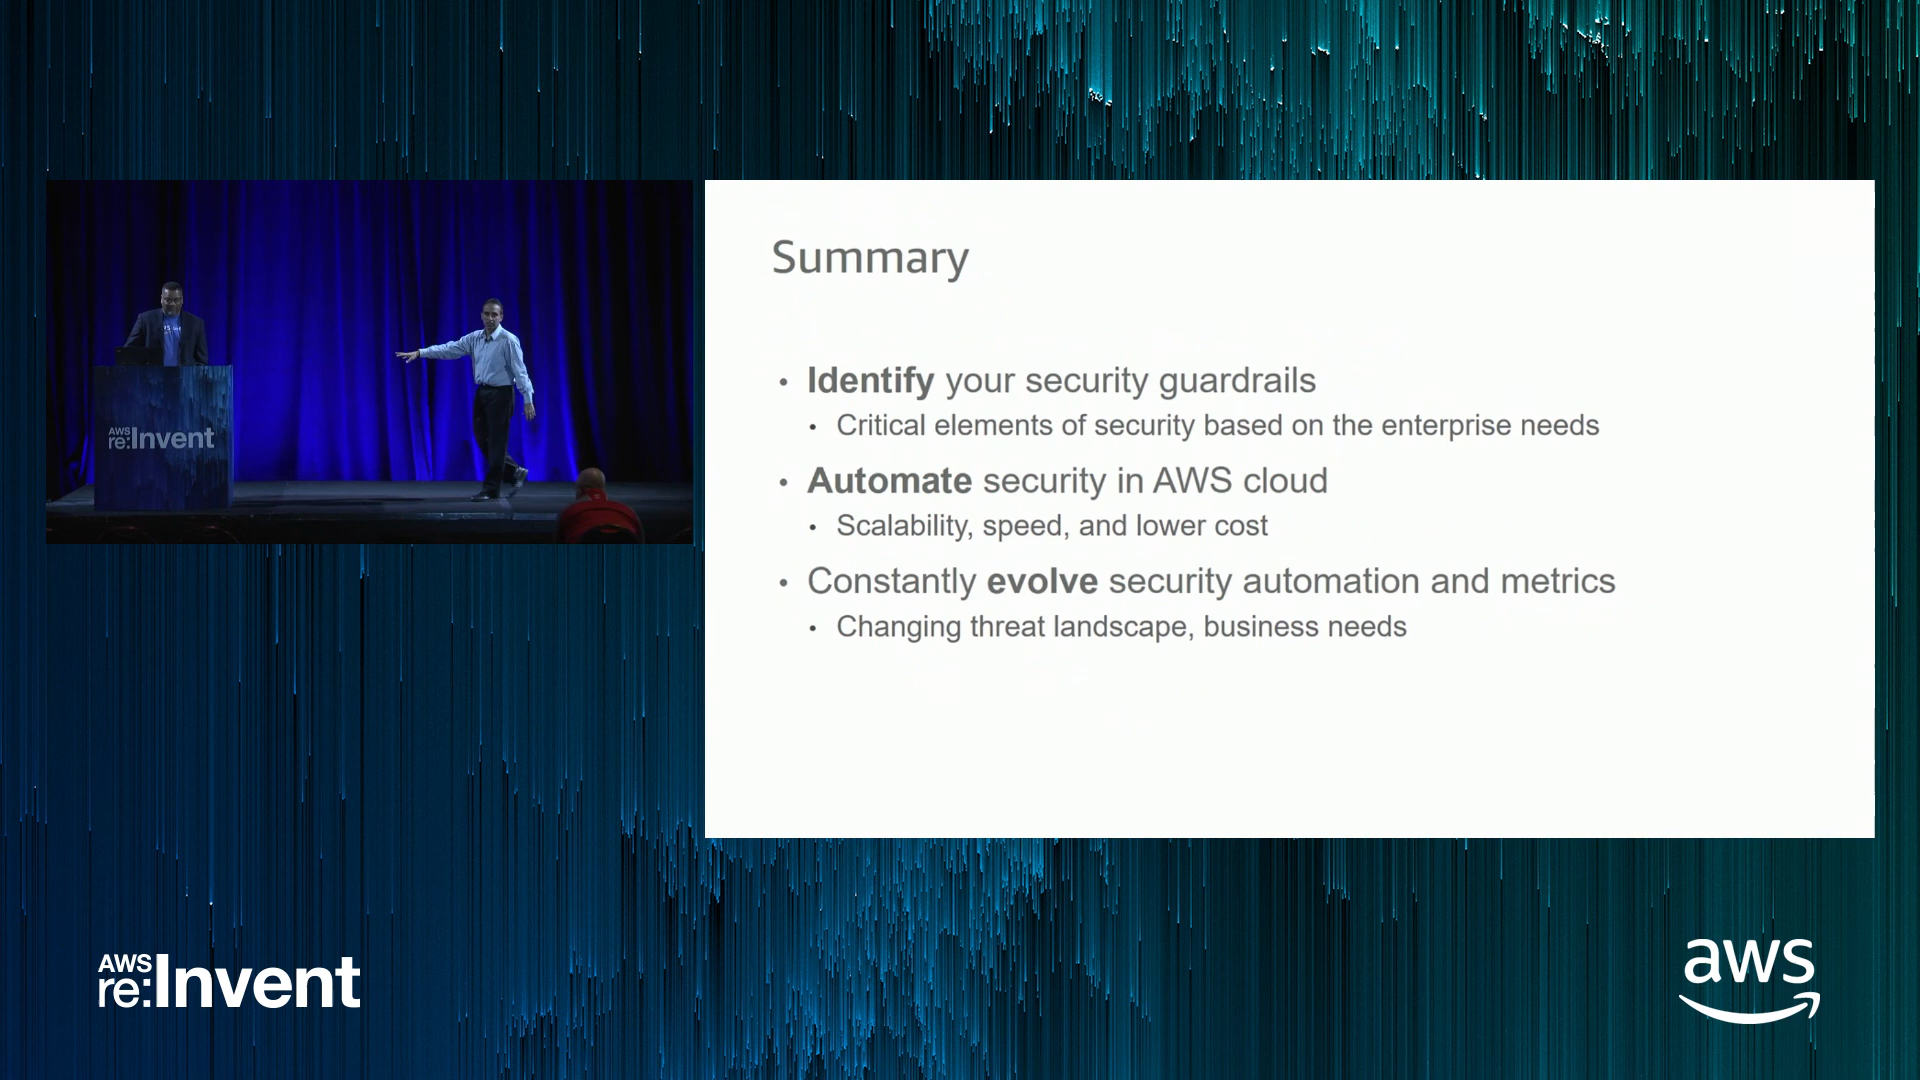 AWS
re:Invent
Summary
• Identify your security guardrails
• Critical elements of security based on the enterprise needs
• Automate security in AWS cloud
• Scalability, speed, and lower cost
• Constantly evolve security automation and metrics
• Changing threat landscape, business needs
AWS
re:Invent
aws